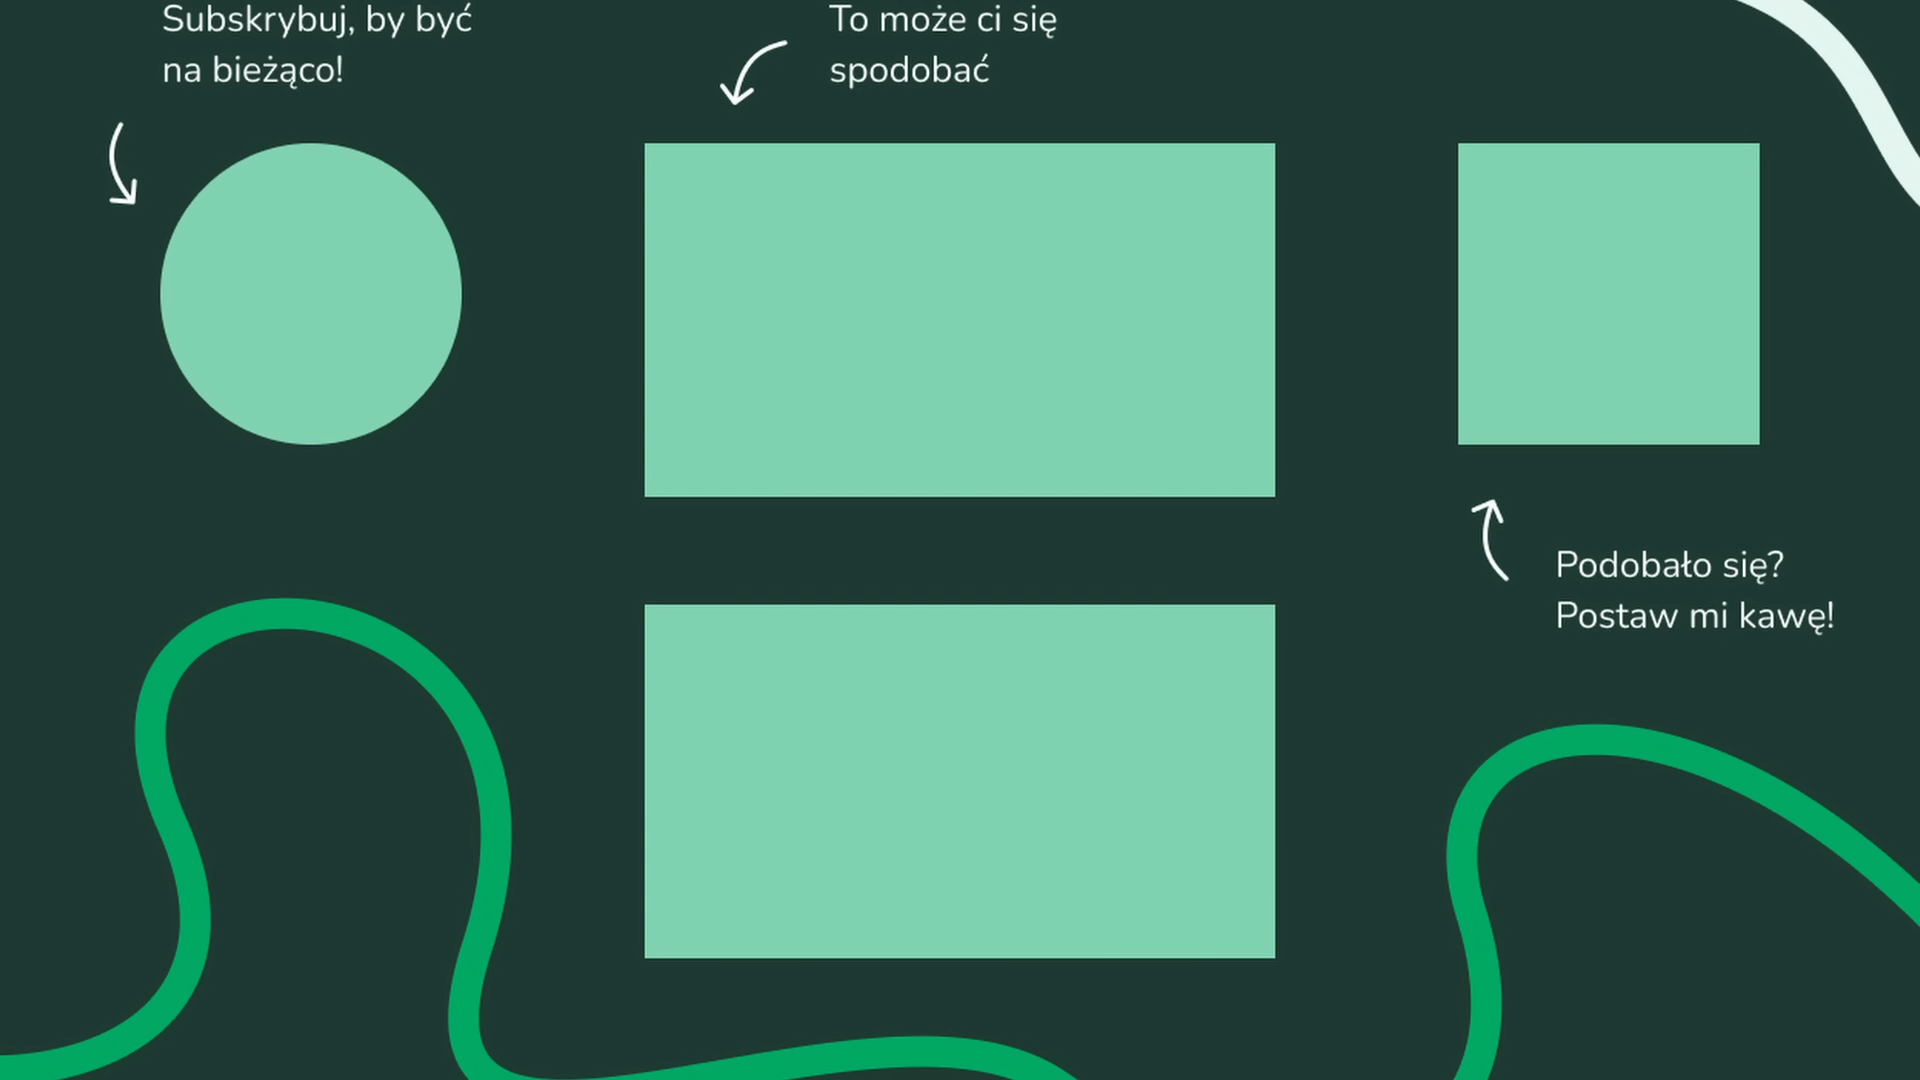 Subskrybuj, by być
na bieżąco!
To może ci się
spodobać
Podobało się?
Postaw mi kawę!